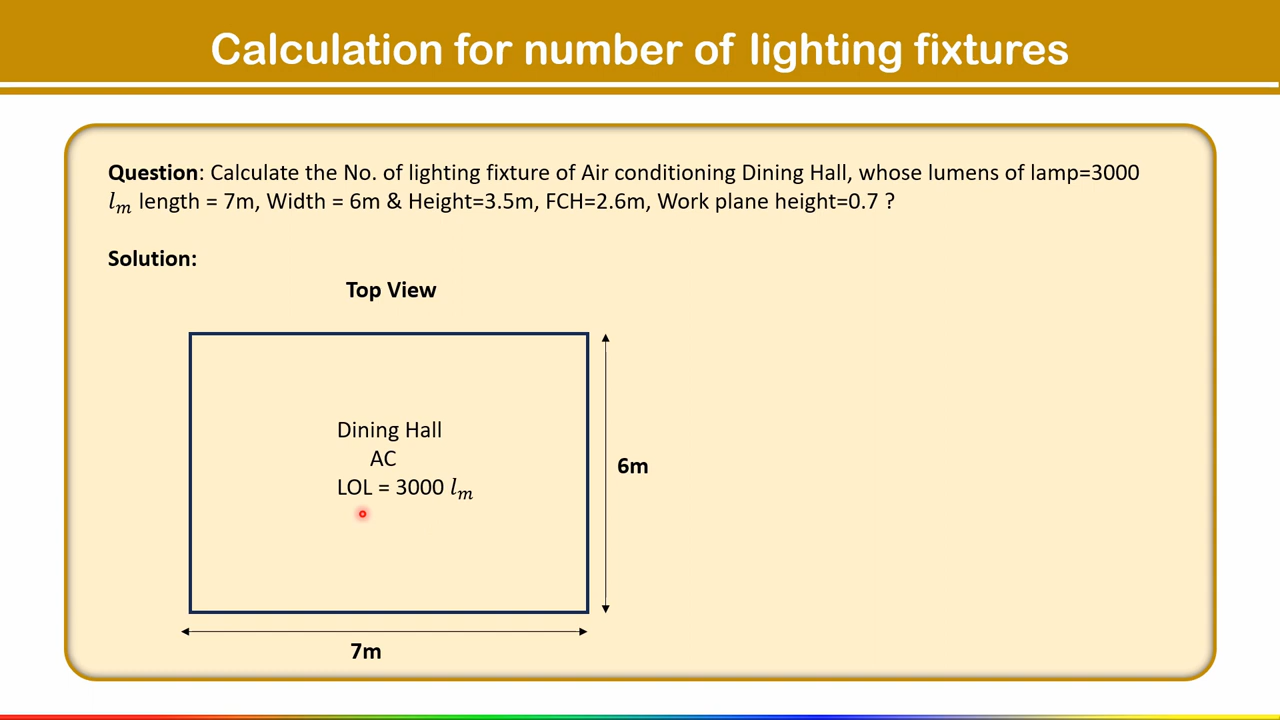 Calculation for number of lighting fixtures
Question: Calculate the No. of lighting fixture of Air conditioning Dining Hall, whose lumens of lamp=3000
lm length = 7m, Width = 6m & Height=3.5m, FCH=2.6m, Work plane height=0.7 ?
Solution:
Top View
Dining Hall
AC
LOL = 3000 lm
6m
7m